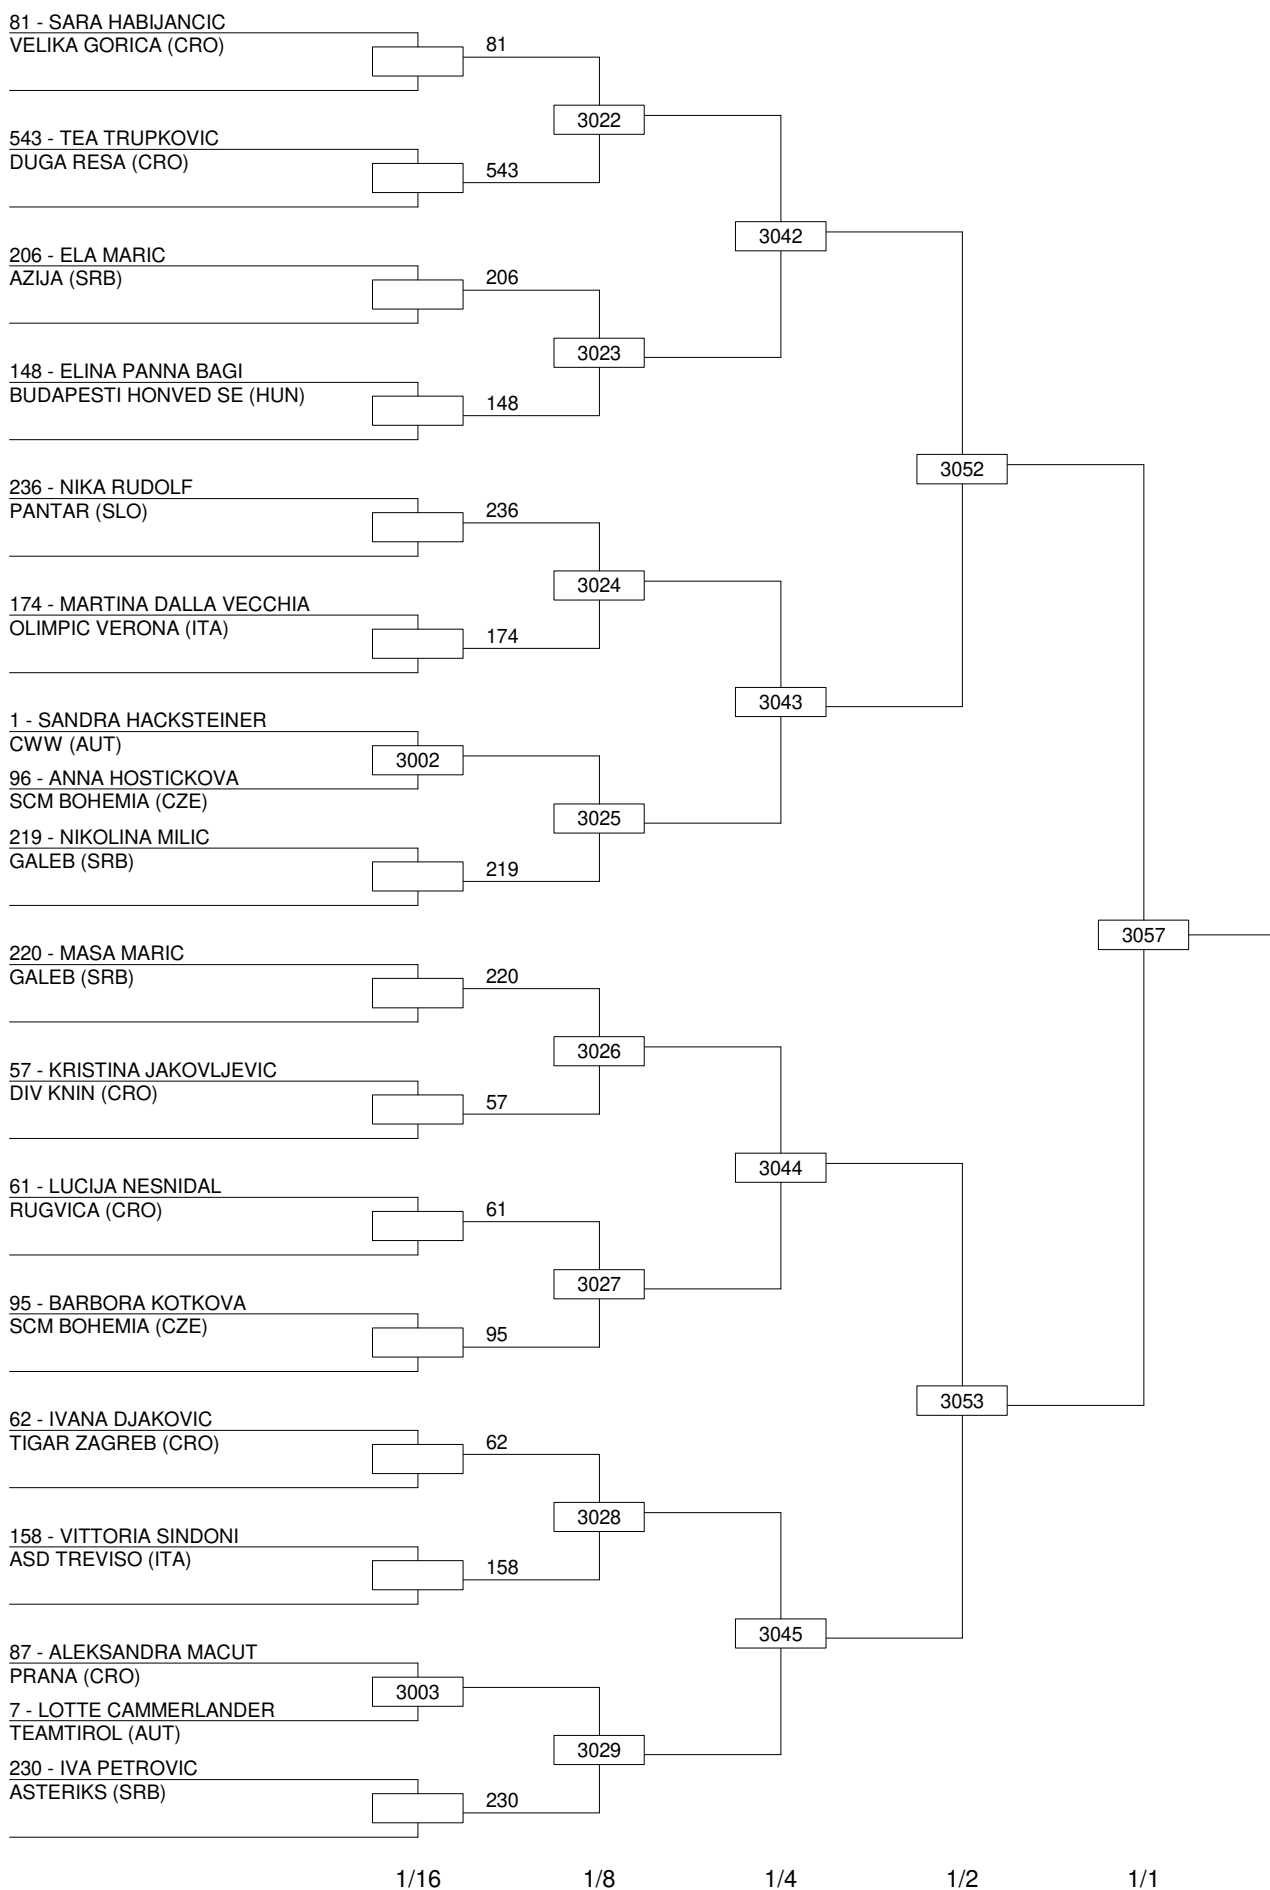 81 - SARA HABIJANCIC
VELIKA GORICA (CRO)
81
3022
543 - TEA TRUPKOVIC
DUGA RESA (CRO)
543
3042
206 - ELA MARIC
AZIJA (SRB)
206
3023
148 - ELINA PANNA BAGI
BUDAPESTI HONVED SE (HUN)
148
3052
236 - NIKA RUDOLF
PANTAR (SLO)
236
3024
174 - MARTINA DALLA VECCHIA
OLIMPIC VERONA (ITA)
174
3043
1 - SANDRA HACKSTEINER
CWW (AUT)
3002
96 - ANNA HOSTICKOVA
SCM BOHEMIA (CZE)
3025
219 - NIKOLINA MILIC
GALEB (SRB)
219
3057
220 - MASA MARIC
GALEB (SRB)
220
3026
57 - KRISTINA JAKOVLJEVIC
DIV KNIN (CRO)
57
3044
61 - LUCIJA NESNIDAL
RUGVICA (CRO)
61
3027
95 - BARBORA KOTKOVA
SCM BOHEMIA (CZE)
95
3053
62 - IVANA DJAKOVIC
TIGAR ZAGREB (CRO)
62
3028
158 - VITTORIA SINDONI
ASD TREVISO (ITA)
158
3045
87 - ALEKSANDRA MACUT
PRANA (CRO)
3003
7 - LOTTE CAMMERLANDER
TEAMTIROL (AUT)
3029
230 - IVA PETROVIC
ASTERIKS (SRB)
230
1/16 1/8 1/4 1/2 1/1